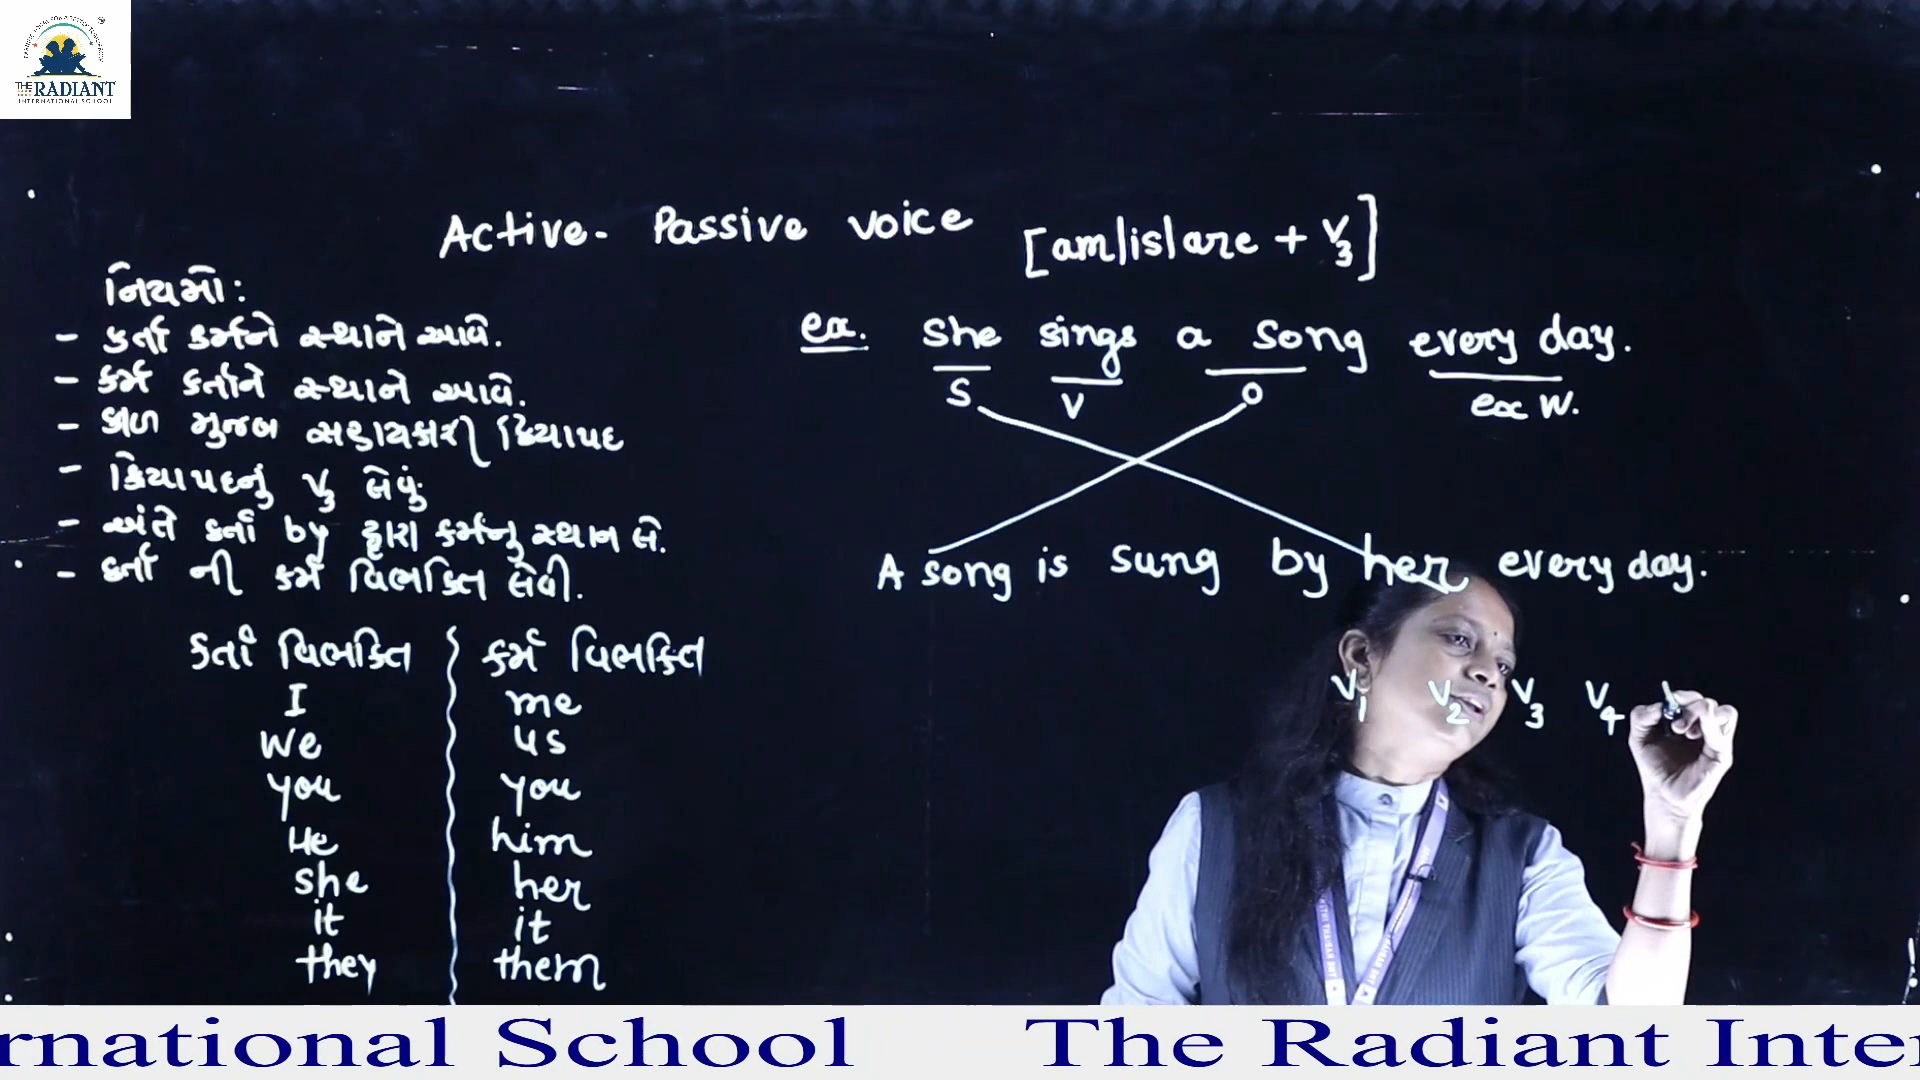 THE RADIANT
INTERNATIONAL SCHOOL
Active - Passive voice [am/is/are + V3]
નિયમો:
- કર્તા કર્મને સ્થાને આવે.
- કર્મ કર્તાને સ્થાને આવે.
- કાળ મુજબ સહાયકારી ક્રિયાપદ
- ક્રિયાપદનું V3 લેવું
- અંતે કર્તા by દ્વારા કર્મનુ સ્થાન લે.
- કર્તા ની કર્મ વિભક્તિ લેવી.
કર્તા વિભક્તિ કર્મ વિભક્તિ
I me
We us
you you
He him
she her
it it
they them
ex. She sings a song every day.
S V O ex W.
A song is sung by her every day.
V1 V2 V3 V4
rnational School The Radiant Inte